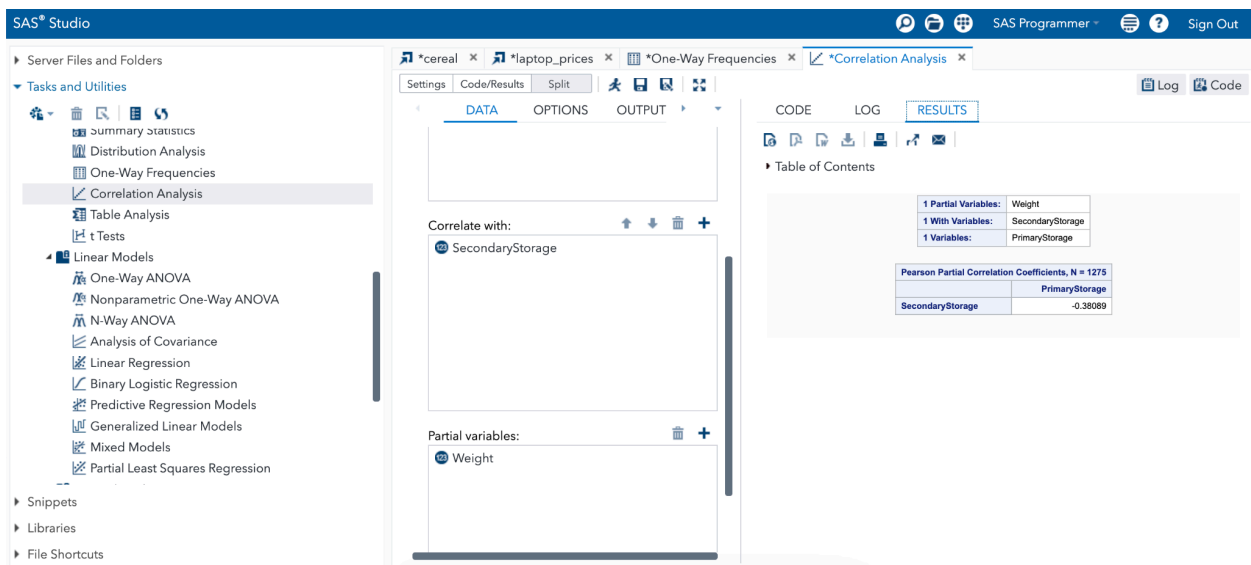 SAS® Studio
SAS Programmer
Sign Out
Server Files and Folders
Tasks and Utilities
Summary Statistics
Distribution Analysis
One-Way Frequencies
Correlation Analysis
Table Analysis
t Tests
Linear Models
One-Way ANOVA
Nonparametric One-Way ANOVA
N-Way ANOVA
Analysis of Covariance
Linear Regression
Binary Logistic Regression
Predictive Regression Models
Generalized Linear Models
Mixed Models
Partial Least Squares Regression
Snippets
Libraries
File Shortcuts
*cereal
*laptop_prices
*One-Way Frequencies
*Correlation Analysis
Settings Code/Results Split
Log Code
DATA OPTIONS OUTPUT
Correlate with:
123 SecondaryStorage
Partial variables:
123 Weight
CODE LOG RESULTS
Table of Contents
1 Partial Variables: Weight
1 With Variables: SecondaryStorage
1 Variables: PrimaryStorage
Pearson Partial Correlation Coefficients, N = 1275
PrimaryStorage
SecondaryStorage -0.38089